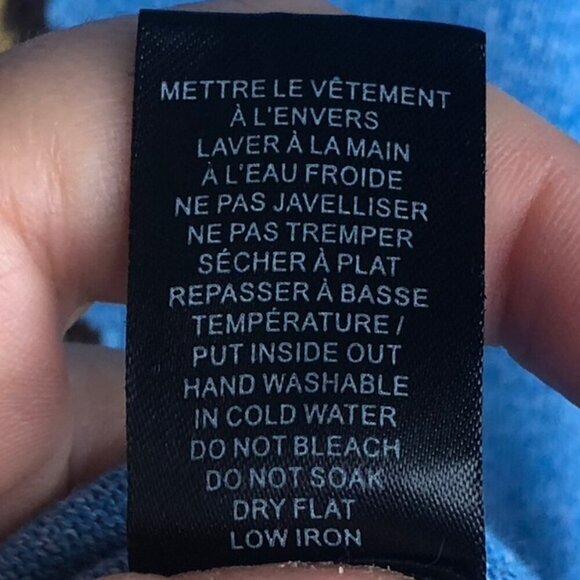 METTRE LE VÊTEMENT
À L'ENVERS
LAVER À LA MAIN
À L'EAU FROIDE
NE PAS JAVELLISER
NE PAS TREMPER
SÉCHER À PLAT
REPASSER À BASSE
TEMPÉRATURE /
PUT INSIDE OUT
HAND WASHABLE
IN COLD WATER
DO NOT BLEACH
DO NOT SOAK
DRY FLAT
LOW IRON